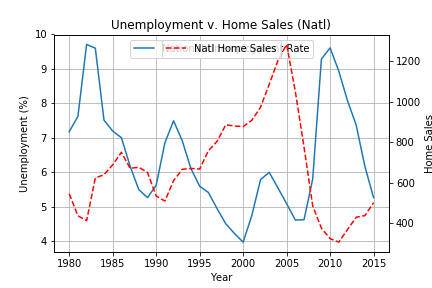 Unemployment v. Home Sales (Natl)
Natl Home Sales
Rate
10
9
8
7
6
5
4
Unemployment (%)
1200
1000
800
600
400
Home Sales
1980 1985 1990 1995 2000 2005 2010 2015
Year